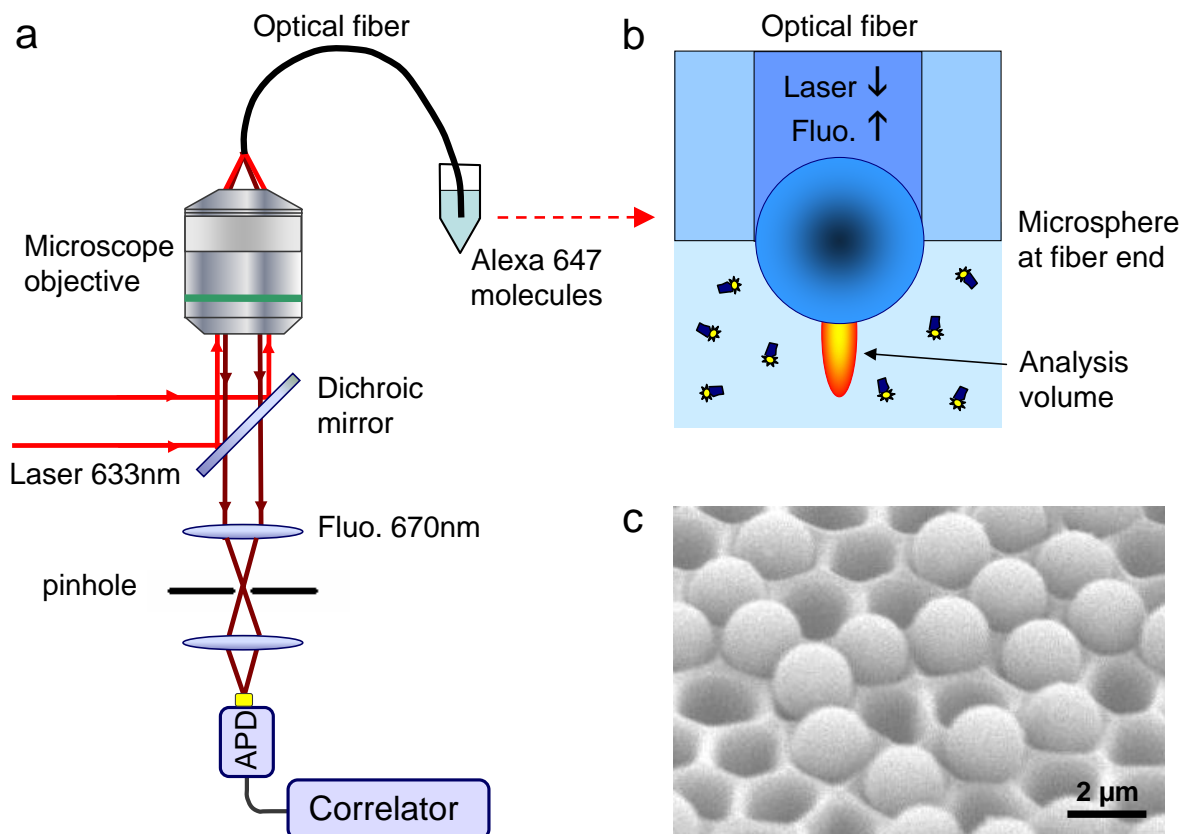 a
Optical fiber
Microscope
objective
Alexa 647
molecules
Dichroic
mirror
Laser 633nm
Fluo. 670nm
pinhole
APD
Correlator
b
Optical fiber
Laser ↓
Fluo. ↑
Microsphere
at fiber end
Analysis
volume
c
2 µm